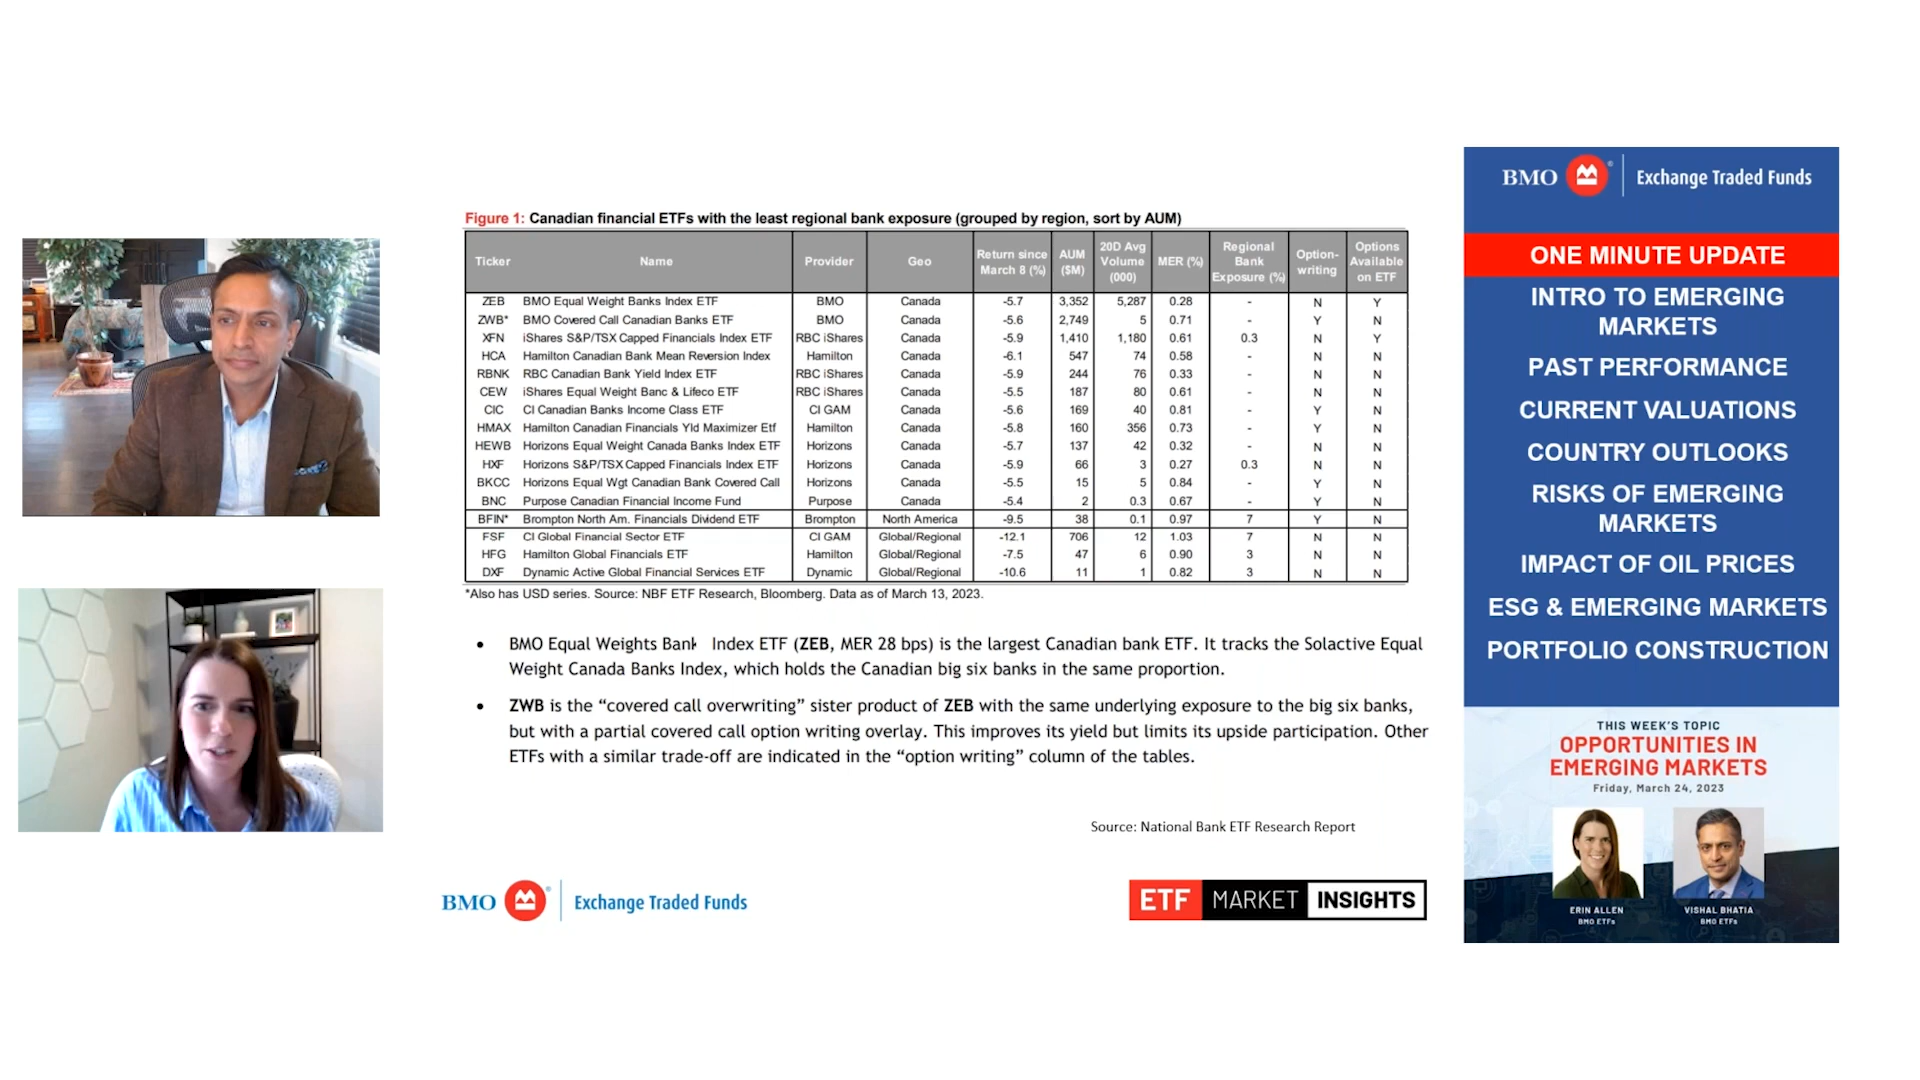 Figure 1: Canadian financial ETFs with the least regional bank exposure (grouped by region, sort by AUM)
Ticker Name Provider Geo Return since March 8 (%) AUM ($M) 20D Avg Volume (000) MER (%) Regional Bank Exposure (%) Option-writing Options Available on ETF
ZEB BMO Equal Weight Banks Index ETF BMO Canada -5.7 3,352 5,287 0.28 - N Y
ZWB* BMO Covered Call Canadian Banks ETF BMO Canada -5.6 2,749 5 0.71 - Y N
XFN iShares S&P/TSX Capped Financials Index ETF RBC iShares Canada -5.9 1,410 1,180 0.61 0.3 N Y
HCA Hamilton Canadian Bank Mean Reversion Index Hamilton Canada -6.1 547 74 0.58 - N N
RBNK RBC Canadian Bank Yield Index ETF RBC iShares Canada -5.9 244 76 0.33 - N N
CEW iShares Equal Weight Banc & Lifeco ETF RBC iShares Canada -5.5 187 80 0.61 - N N
CIC CI Canadian Banks Income Class ETF CI GAM Canada -5.6 169 40 0.81 - Y N
HMAX Hamilton Canadian Financials Yld Maximizer Etf Hamilton Canada -5.8 160 356 0.73 - Y N
HEWB Horizons Equal Weight Canada Banks Index ETF Horizons Canada -5.7 137 42 0.32 - N N
HXF Horizons S&P/TSX Capped Financials Index ETF Horizons Canada -5.9 66 3 0.27 0.3 N N
BKCC Horizons Equal Wgt Canadian Bank Covered Call Horizons Canada -5.5 15 5 0.84 - Y N
BNC Purpose Canadian Financial Income Fund Purpose Canada -5.4 2 0.3 0.67 - Y N
BFIN* Brompton North Am. Financials Dividend ETF Brompton North America -9.5 38 0.1 0.97 7 Y N
FSF CI Global Financial Sector ETF CI GAM Global/Regional -12.1 706 12 1.03 7 N N
HFG Hamilton Global Financials ETF Hamilton Global/Regional -7.5 47 6 0.90 3 N N
DXF Dynamic Active Global Financial Services ETF Dynamic Global/Regional -10.6 11 1 0.82 3 N N
*Also has USD series. Source: NBF ETF Research, Bloomberg. Data as of March 13, 2023.
• BMO Equal Weights Bank Index ETF (ZEB, MER 28 bps) is the largest Canadian bank ETF. It tracks the Solactive Equal
Weight Canada Banks Index, which holds the Canadian big six banks in the same proportion.
• ZWB is the “covered call overwriting” sister product of ZEB with the same underlying exposure to the big six banks,
but with a partial covered call option writing overlay. This improves its yield but limits its upside participation. Other
ETFs with a similar trade-off are indicated in the “option writing” column of the tables.
Source: National Bank ETF Research Report
BMO Exchange Traded Funds
ETF MARKET INSIGHTS
BMO Exchange Traded Funds
ONE MINUTE UPDATE
INTRO TO EMERGING
MARKETS
PAST PERFORMANCE
CURRENT VALUATIONS
COUNTRY OUTLOOKS
RISKS OF EMERGING
MARKETS
IMPACT OF OIL PRICES
ESG & EMERGING MARKETS
PORTFOLIO CONSTRUCTION
THIS WEEK'S TOPIC
OPPORTUNITIES IN
EMERGING MARKETS
Friday, March 24, 2023
ERIN ALLEN
BMO ETFs
VISHAL BHATIA
BMO ETFs